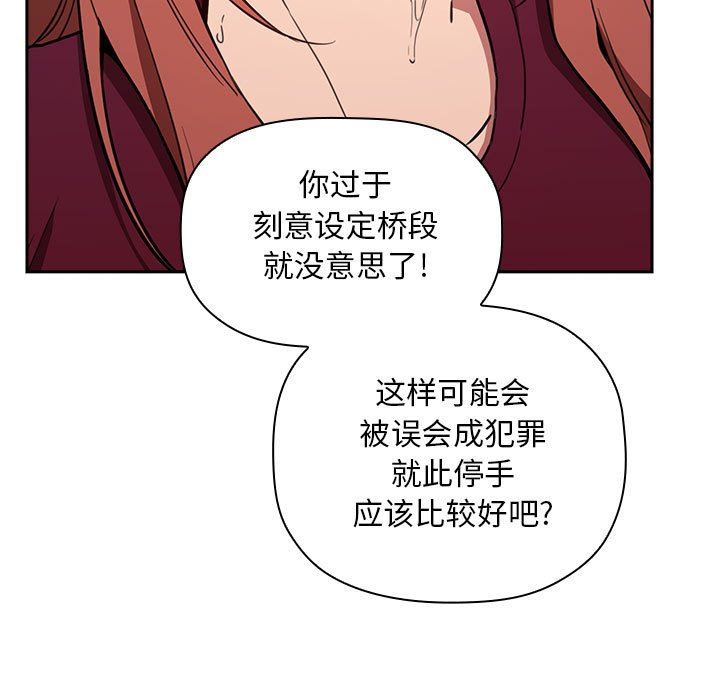 你过于
刻意设定桥段
就没意思了!
这样可能会
被误会成犯罪
就此停手
应该比较好吧?